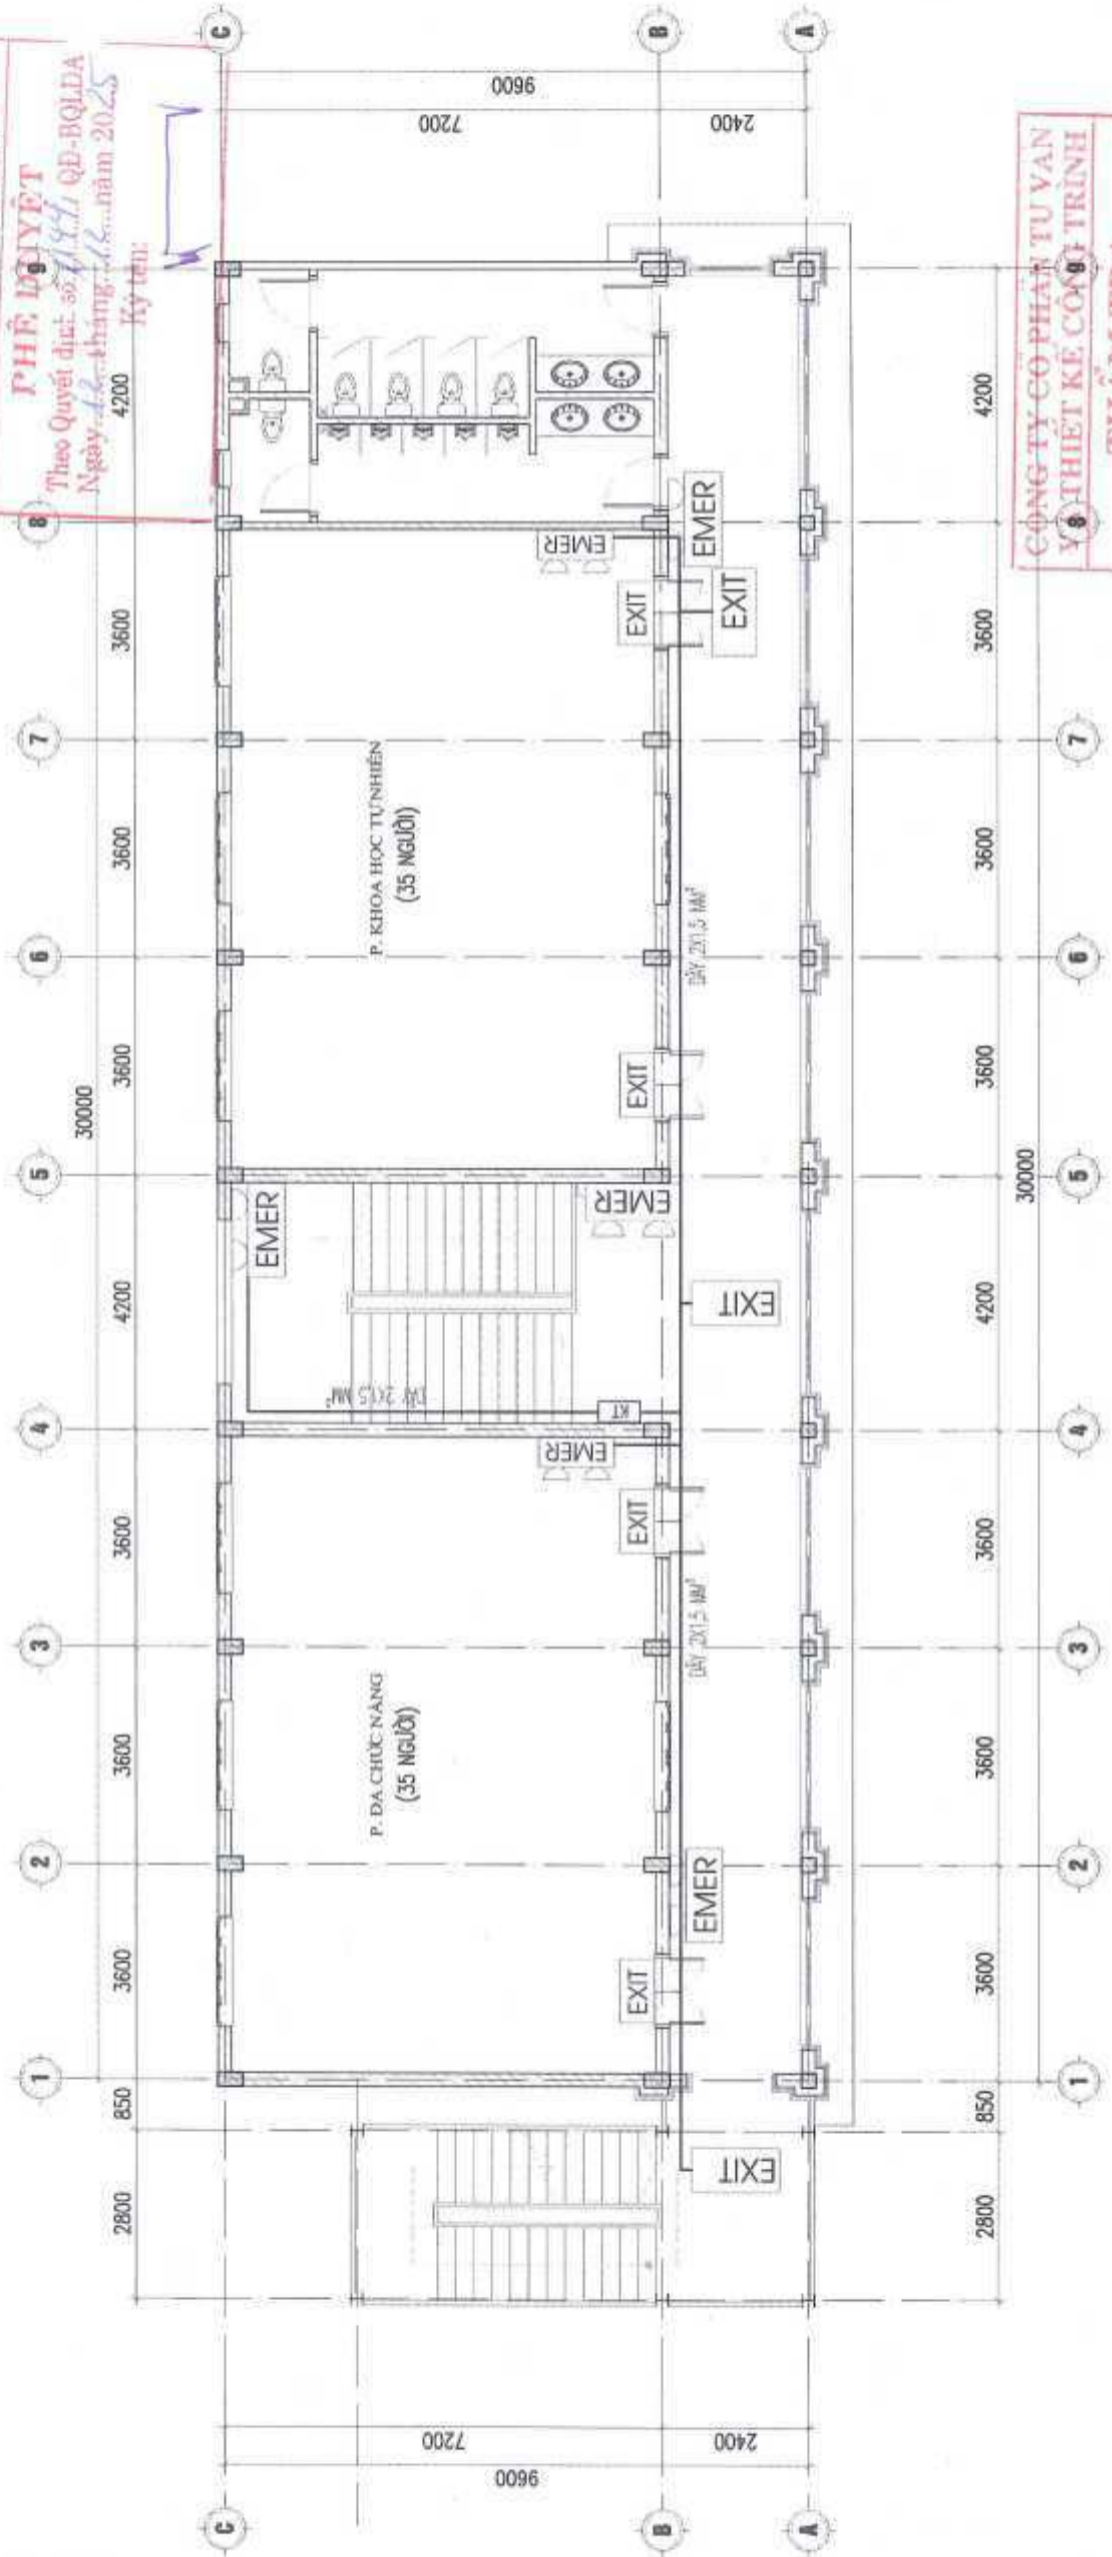 PHÊ DUYỆT
Theo Quyết định số
QĐ-BQLDA
Ngày 12 tháng 12 năm 2025
Ký tên:
1
2
3
4
5
6
7
8
9
30000
2800
850
3600
3600
3600
4200
3600
3600
3600
4200
C
B
A
9600
7200
2400
C
B
A
9600
7200
2400
P. ĐA CHỨC NĂNG
(35 NGƯỜI)
P. KHOA HỌC TỰ NHIÊN
(35 NGƯỜI)
EMER
EMER
EMER
EMER
EMER
EMER
DÂY 2X1,5 MM²
KT
EXIT
EXIT
EXIT
EXIT
DÂY 2X1,5 MM²
DÂY 2X1,5 MM²
EXIT
EXIT
EXIT
2800
850
3600
3600
3600
4200
3600
3600
3600
4200
30000
1
2
3
4
5
6
7
8
9
CÔNG TY CỔ PHẦN TƯ VẤN
V THIẾT KẾ CÔNG TRÌNH